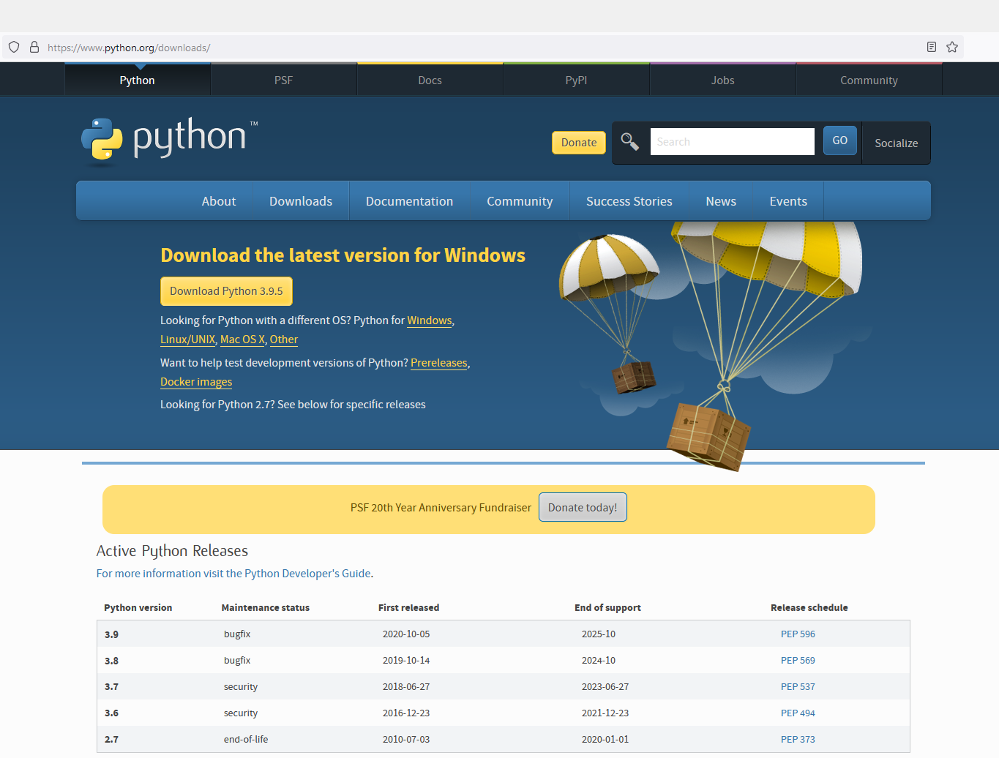 https://www.python.org/downloads/
Python PSF Docs PyPI Jobs Community
python™
Donate Search GO Socialize
About Downloads Documentation Community Success Stories News Events
Download the latest version for Windows
Download Python 3.9.5
Looking for Python with a different OS? Python for Windows,
Linux/UNIX, Mac OS X, Other
Want to help test development versions of Python? Prereleases,
Docker images
Looking for Python 2.7? See below for specific releases
PSF 20th Year Anniversary Fundraiser Donate today!
Active Python Releases
For more information visit the Python Developer's Guide.
Python version Maintenance status First released End of support Release schedule
3.9 bugfix 2020-10-05 2025-10 PEP 596
3.8 bugfix 2019-10-14 2024-10 PEP 569
3.7 security 2018-06-27 2023-06-27 PEP 537
3.6 security 2016-12-23 2021-12-23 PEP 494
2.7 end-of-life 2010-07-03 2020-01-01 PEP 373